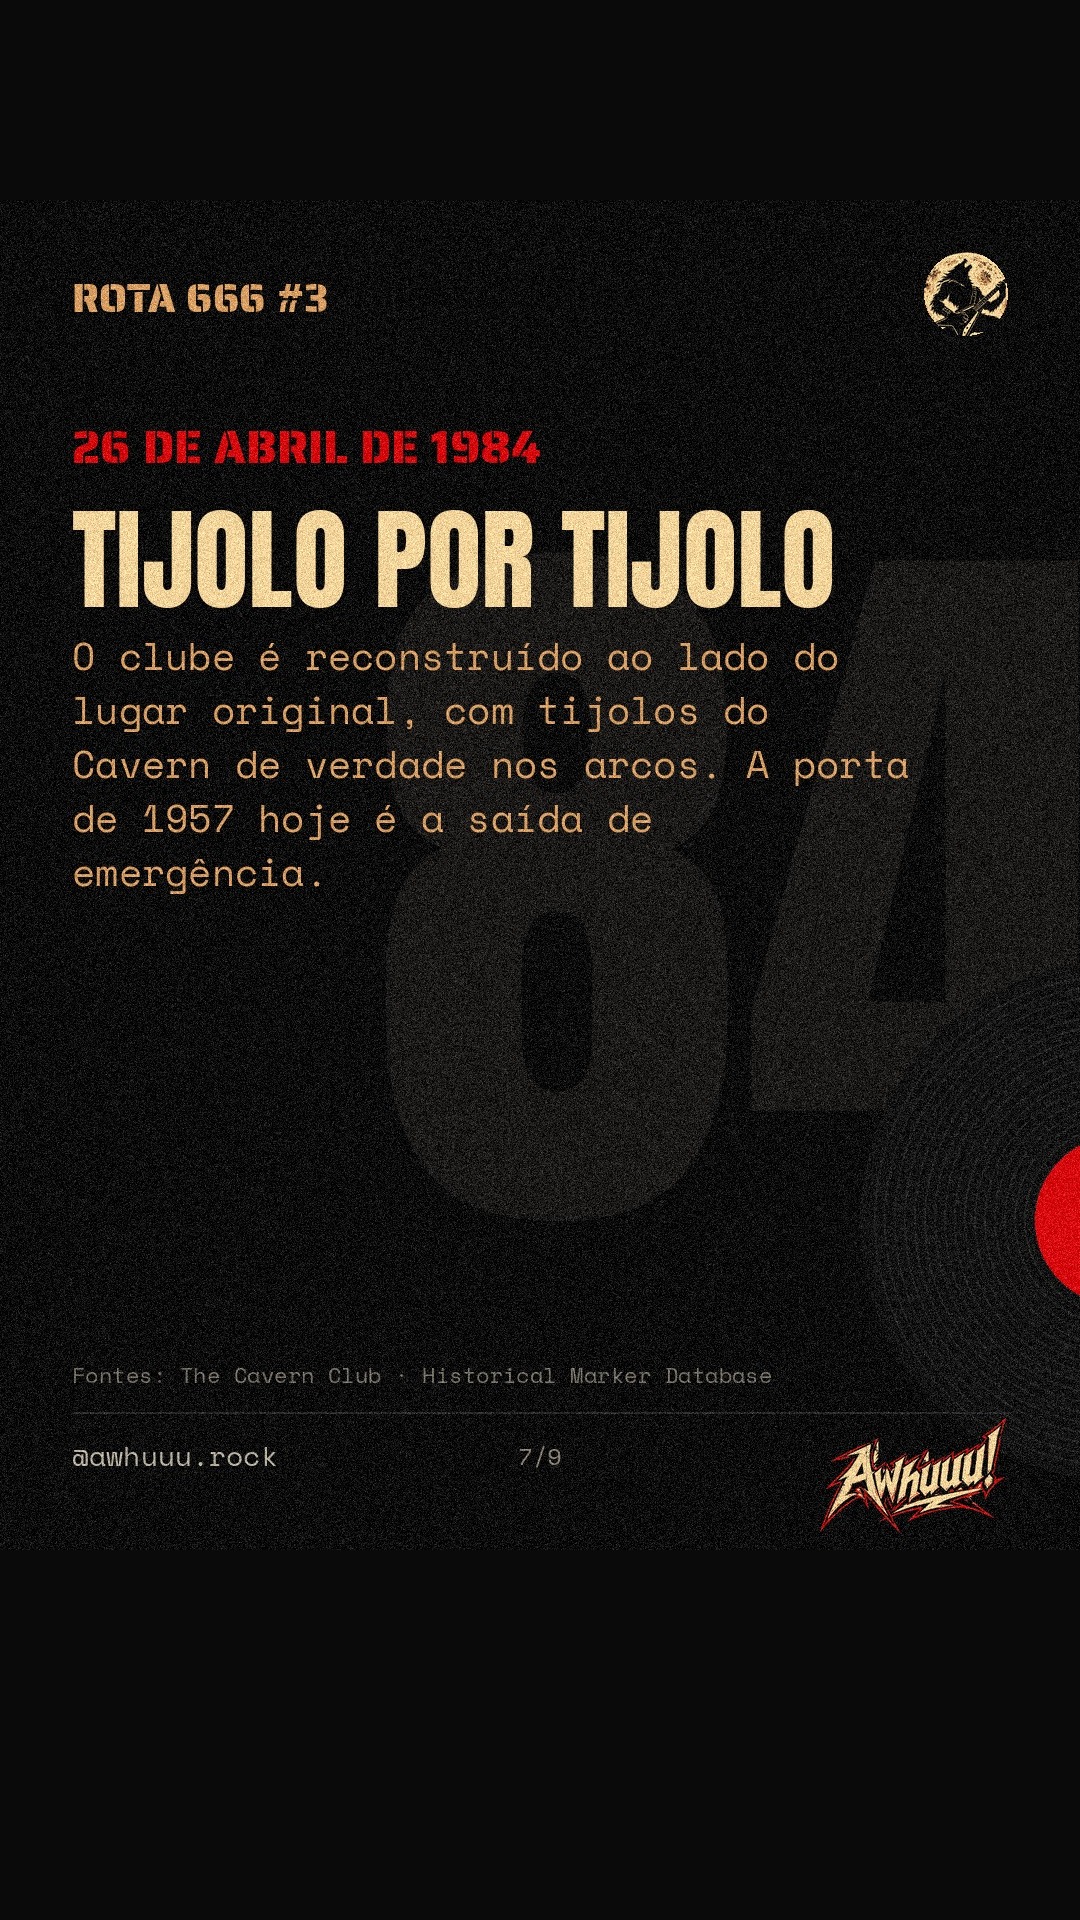 ROTA 666 #3
26 DE ABRIL DE 1984
TIJOLO POR TIJOLO
O clube é reconstruído ao lado do
lugar original, com tijolos do
Cavern de verdade nos arcos. A porta
de 1957 hoje é a saída de
emergência.
84
Fontes: The Cavern Club · Historical Marker Database
@awhuuu.rock
7/9
Awhuuu!